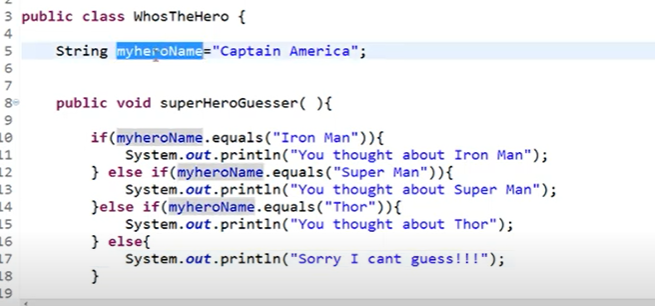 3 public class WhosTheHero {
4
5 String myheroName="Captain America";
6
7
8 public void superHeroGuesser( ){
9
10 if(myheroName.equals("Iron Man")){
11 System.out.println("You thought about Iron Man");
12 } else if(myheroName.equals("Super Man")){
13 System.out.println("You thought about Super Man");
14 }else if(myheroName.equals("Thor")){
15 System.out.println("You thought about Thor");
16 } else{
17 System.out.println("Sorry I cant guess!!!");
18 }
19